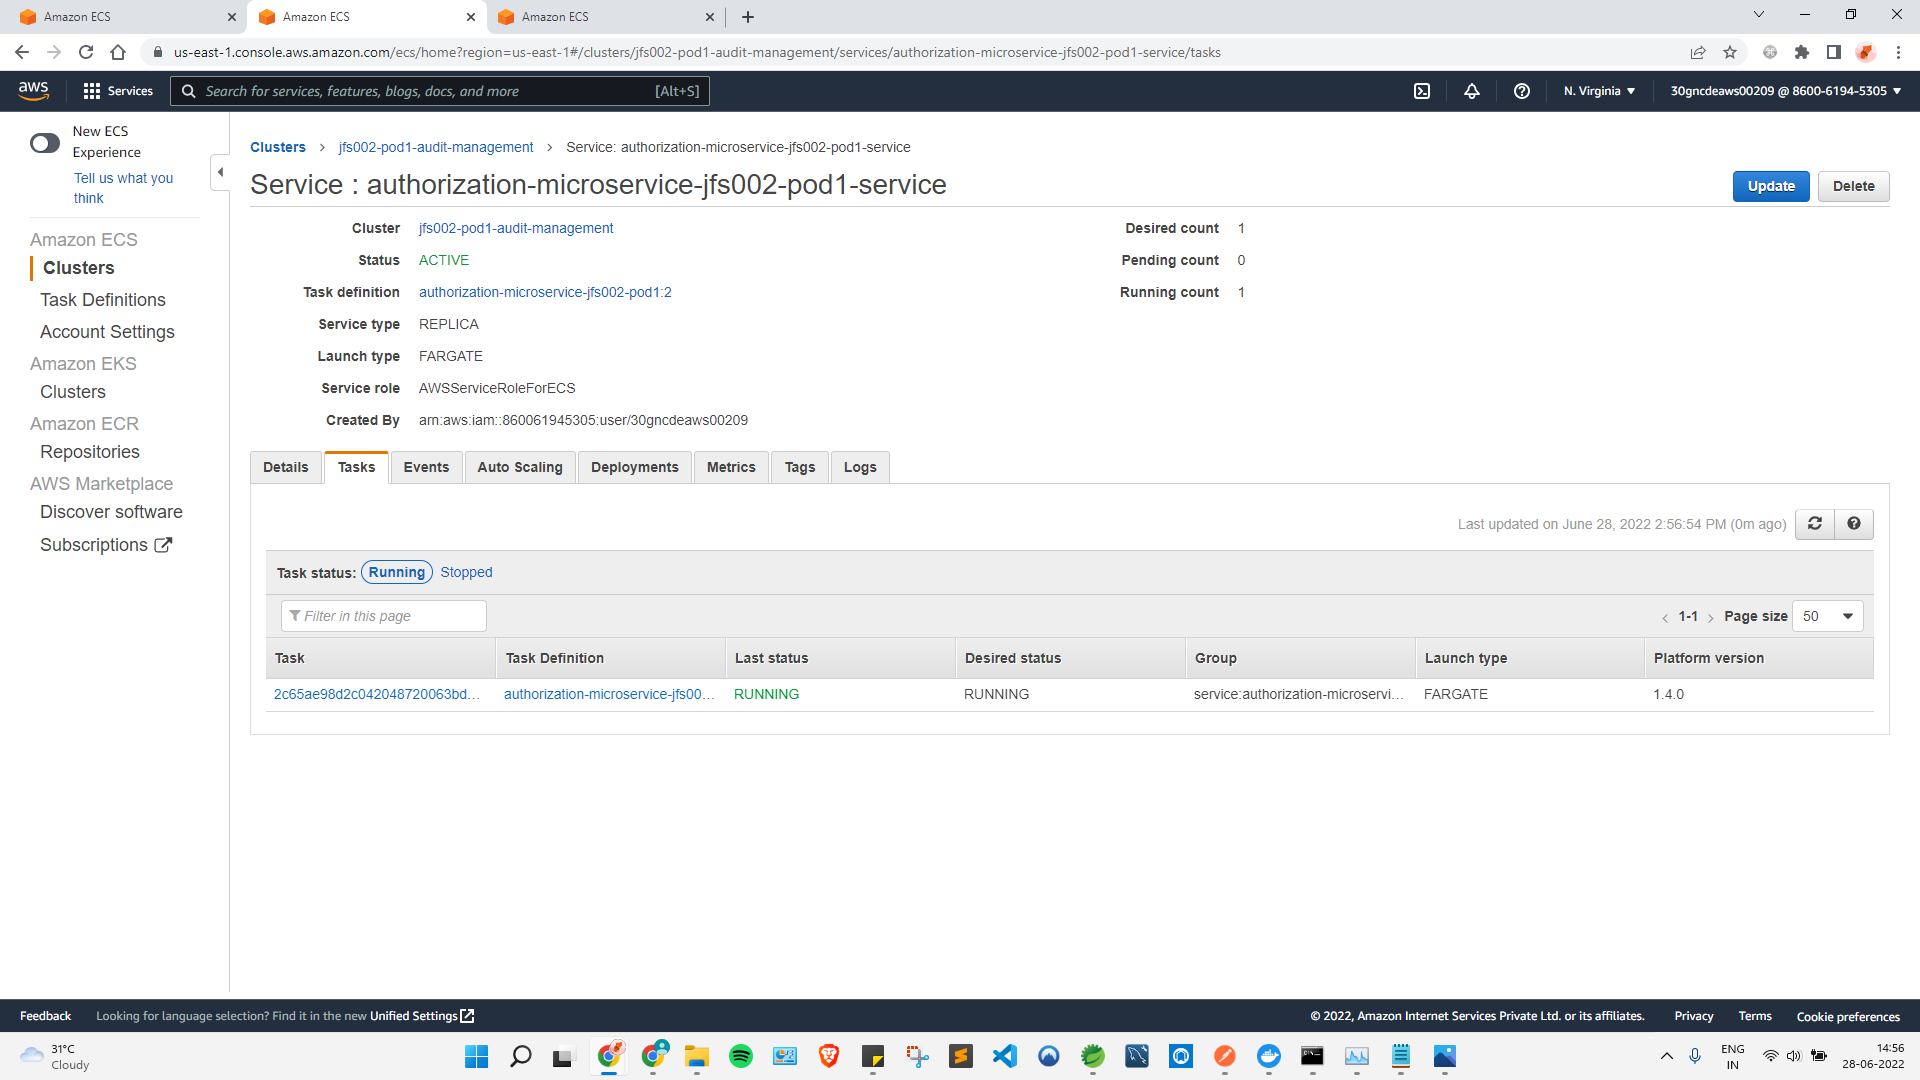 Amazon ECS
Amazon ECS
Amazon ECS
us-east-1.console.aws.amazon.com/ecs/home?region=us-east-1#/clusters/jfs002-pod1-audit-management/services/authorization-microservice-jfs002-pod1-service/tasks
aws
Services
Search for services, features, blogs, docs, and more
[Alt+S]
N. Virginia
30gncdeaws00209 @ 8600-6194-5305
New ECS
Experience
Tell us what you
think
Amazon ECS
Clusters
Task Definitions
Account Settings
Amazon EKS
Clusters
Amazon ECR
Repositories
AWS Marketplace
Discover software
Subscriptions
Clusters
jfs002-pod1-audit-management
Service: authorization-microservice-jfs002-pod1-service
Service : authorization-microservice-jfs002-pod1-service
Update
Delete
Cluster jfs002-pod1-audit-management
Status ACTIVE
Task definition authorization-microservice-jfs002-pod1:2
Service type REPLICA
Launch type FARGATE
Service role AWSServiceRoleForECS
Created By arn:aws:iam::860061945305:user/30gncdeaws00209
Desired count 1
Pending count 0
Running count 1
Details
Tasks
Events
Auto Scaling
Deployments
Metrics
Tags
Logs
Last updated on June 28, 2022 2:56:54 PM (0m ago)
Task status: Running Stopped
Filter in this page
1-1
Page size 50
Task Task Definition Last status Desired status Group Launch type Platform version
2c65ae98d2c042048720063bd... authorization-microservice-jfs00... RUNNING RUNNING service:authorization-microservi... FARGATE 1.4.0
Feedback
Looking for language selection? Find it in the new Unified Settings
© 2022, Amazon Internet Services Private Ltd. or its affiliates.
Privacy
Terms
Cookie preferences
31°C
Cloudy
ENG
IN
14:56
28-06-2022